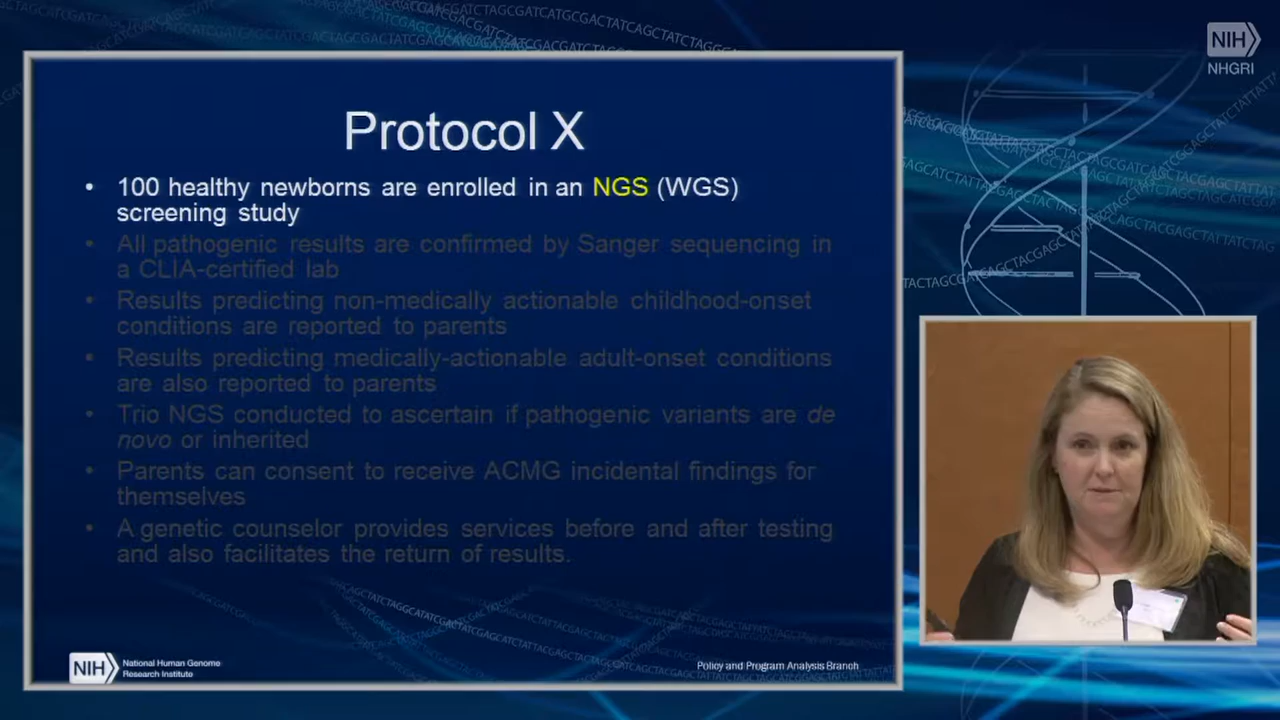 NIH
NHGRI
Protocol X
• 100 healthy newborns are enrolled in an NGS (WGS)
screening study
• All pathogenic results are confirmed by Sanger sequencing in
a CLIA-certified lab
• Results predicting non-medically actionable childhood-onset
conditions are reported to parents
• Results predicting medically-actionable adult-onset conditions
are also reported to parents
• Trio NGS conducted to ascertain if pathogenic variants are de
novo or inherited
• Parents can consent to receive ACMG incidental findings for
themselves
• A genetic counselor provides services before and after testing
and also facilitates the return of results.
NIH
National Human Genome
Research Institute
Policy and Program Analysis Branch